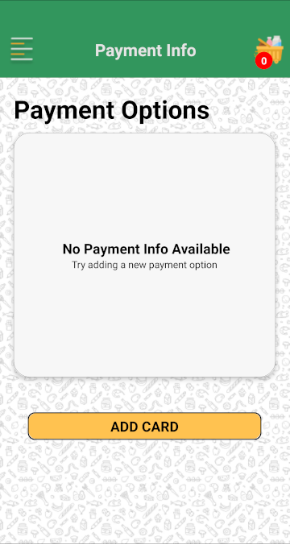 Payment Info
0
Payment Options
No Payment Info Available
Try adding a new payment option
ADD CARD